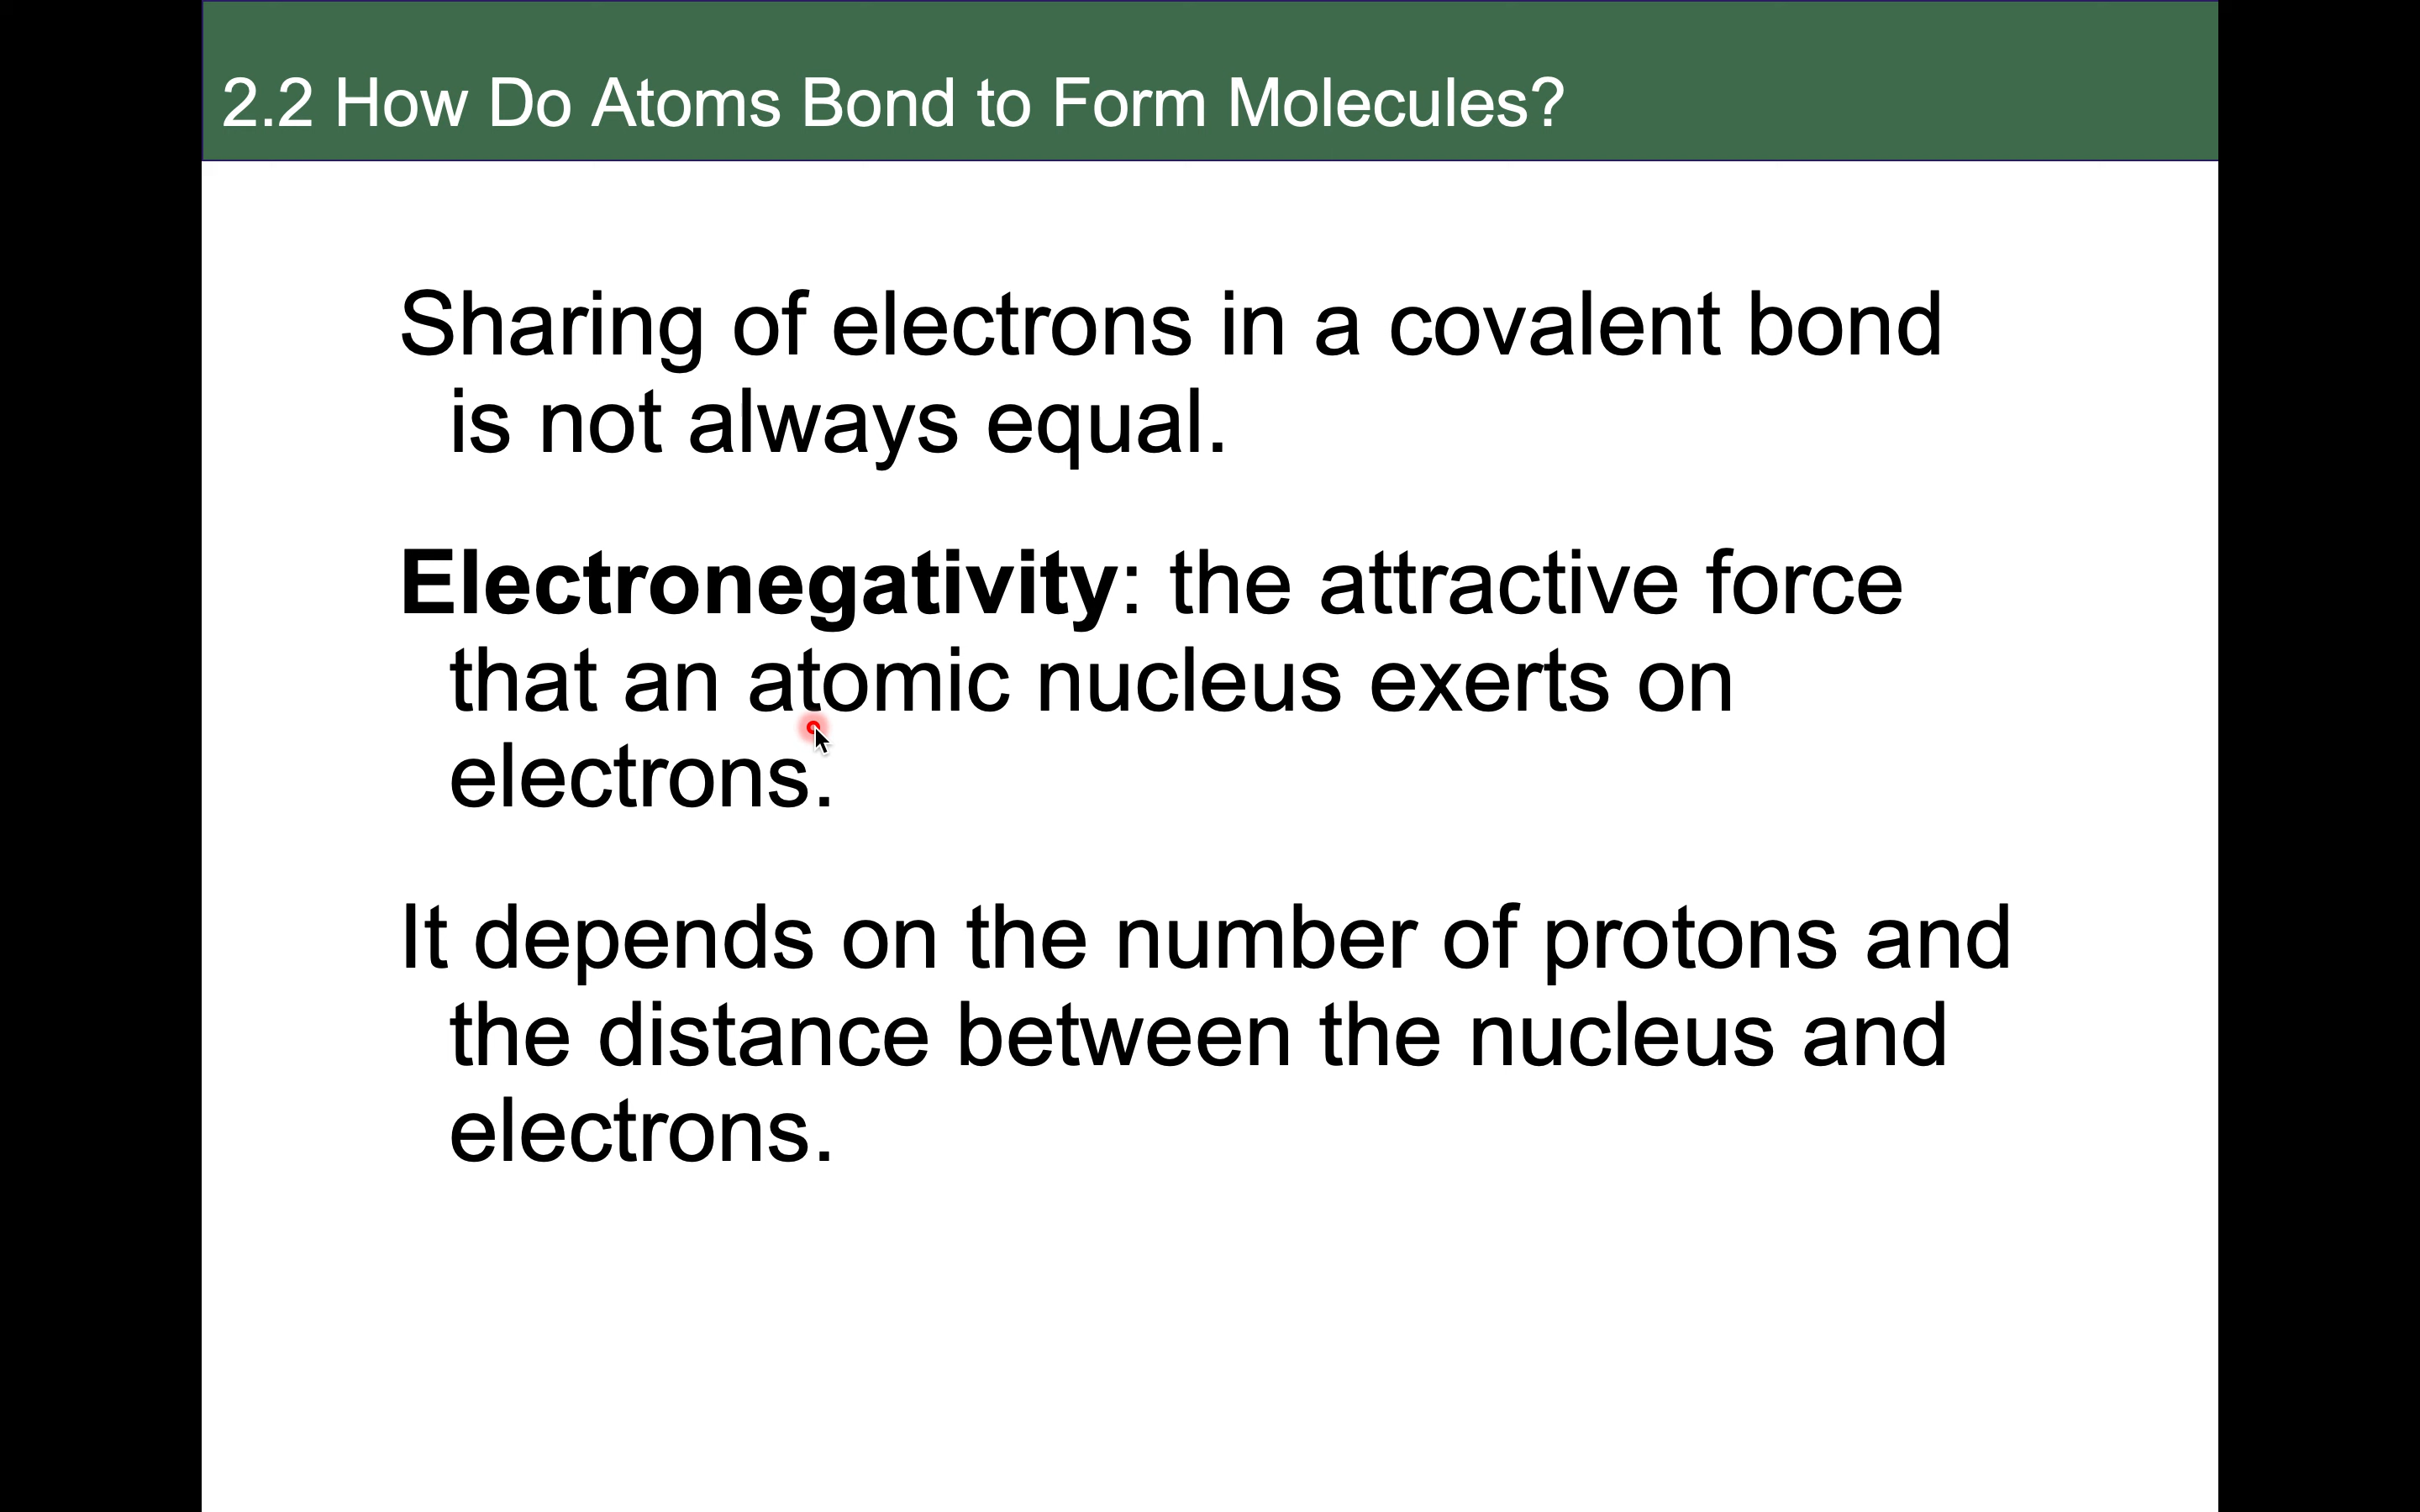 2.2 How Do Atoms Bond to Form Molecules?
Sharing of electrons in a covalent bond
is not always equal.
Electronegativity: the attractive force
that an atomic nucleus exerts on
electrons.
It depends on the number of protons and
the distance between the nucleus and
electrons.